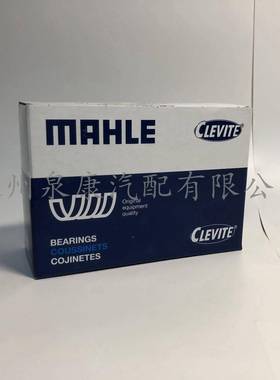 MAHLE
CLEVITE®
州泉康汽配有限公
Original
equipment
quality
BEARINGS
COUSSINETS
COJINETES
CLEVITE®